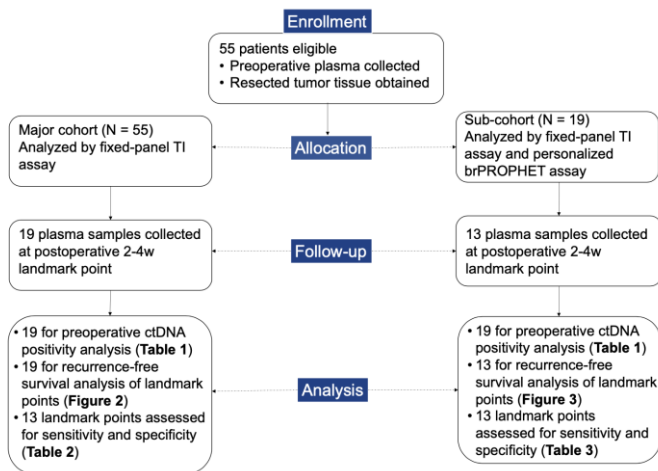 Enrollment
55 patients eligible
• Preoperative plasma collected
• Resected tumor tissue obtained
Major cohort (N = 55)
Analyzed by fixed-panel TI
assay
Allocation
Sub-cohort (N = 19)
Analyzed by fixed-panel TI
assay and personalized
brPROPHET assay
19 plasma samples collected
at postoperative 2-4w
landmark point
Follow-up
13 plasma samples collected
at postoperative 2-4w
landmark point
• 19 for preoperative ctDNA
positivity analysis (Table 1)
• 19 for recurrence-free
survival analysis of landmark
points (Figure 2)
• 13 landmark points assessed
for sensitivity and specificity
(Table 2)
Analysis
• 19 for preoperative ctDNA
positivity analysis (Table 1)
• 13 for recurrence-free
survival analysis of landmark
points (Figure 3)
• 13 landmark points
assessed for sensitivity and
specificity (Table 3)